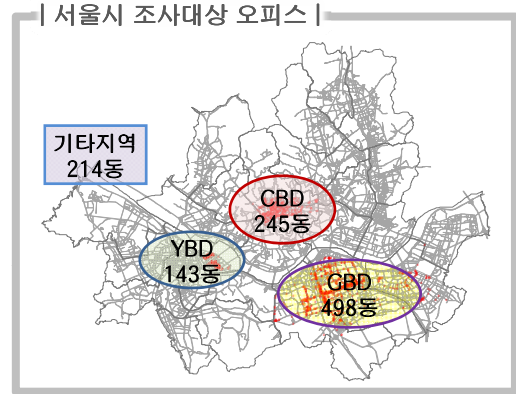 서울시 조사대상 오피스
기타지역
214동
CBD
245동
YBD
143동
GBD
498동